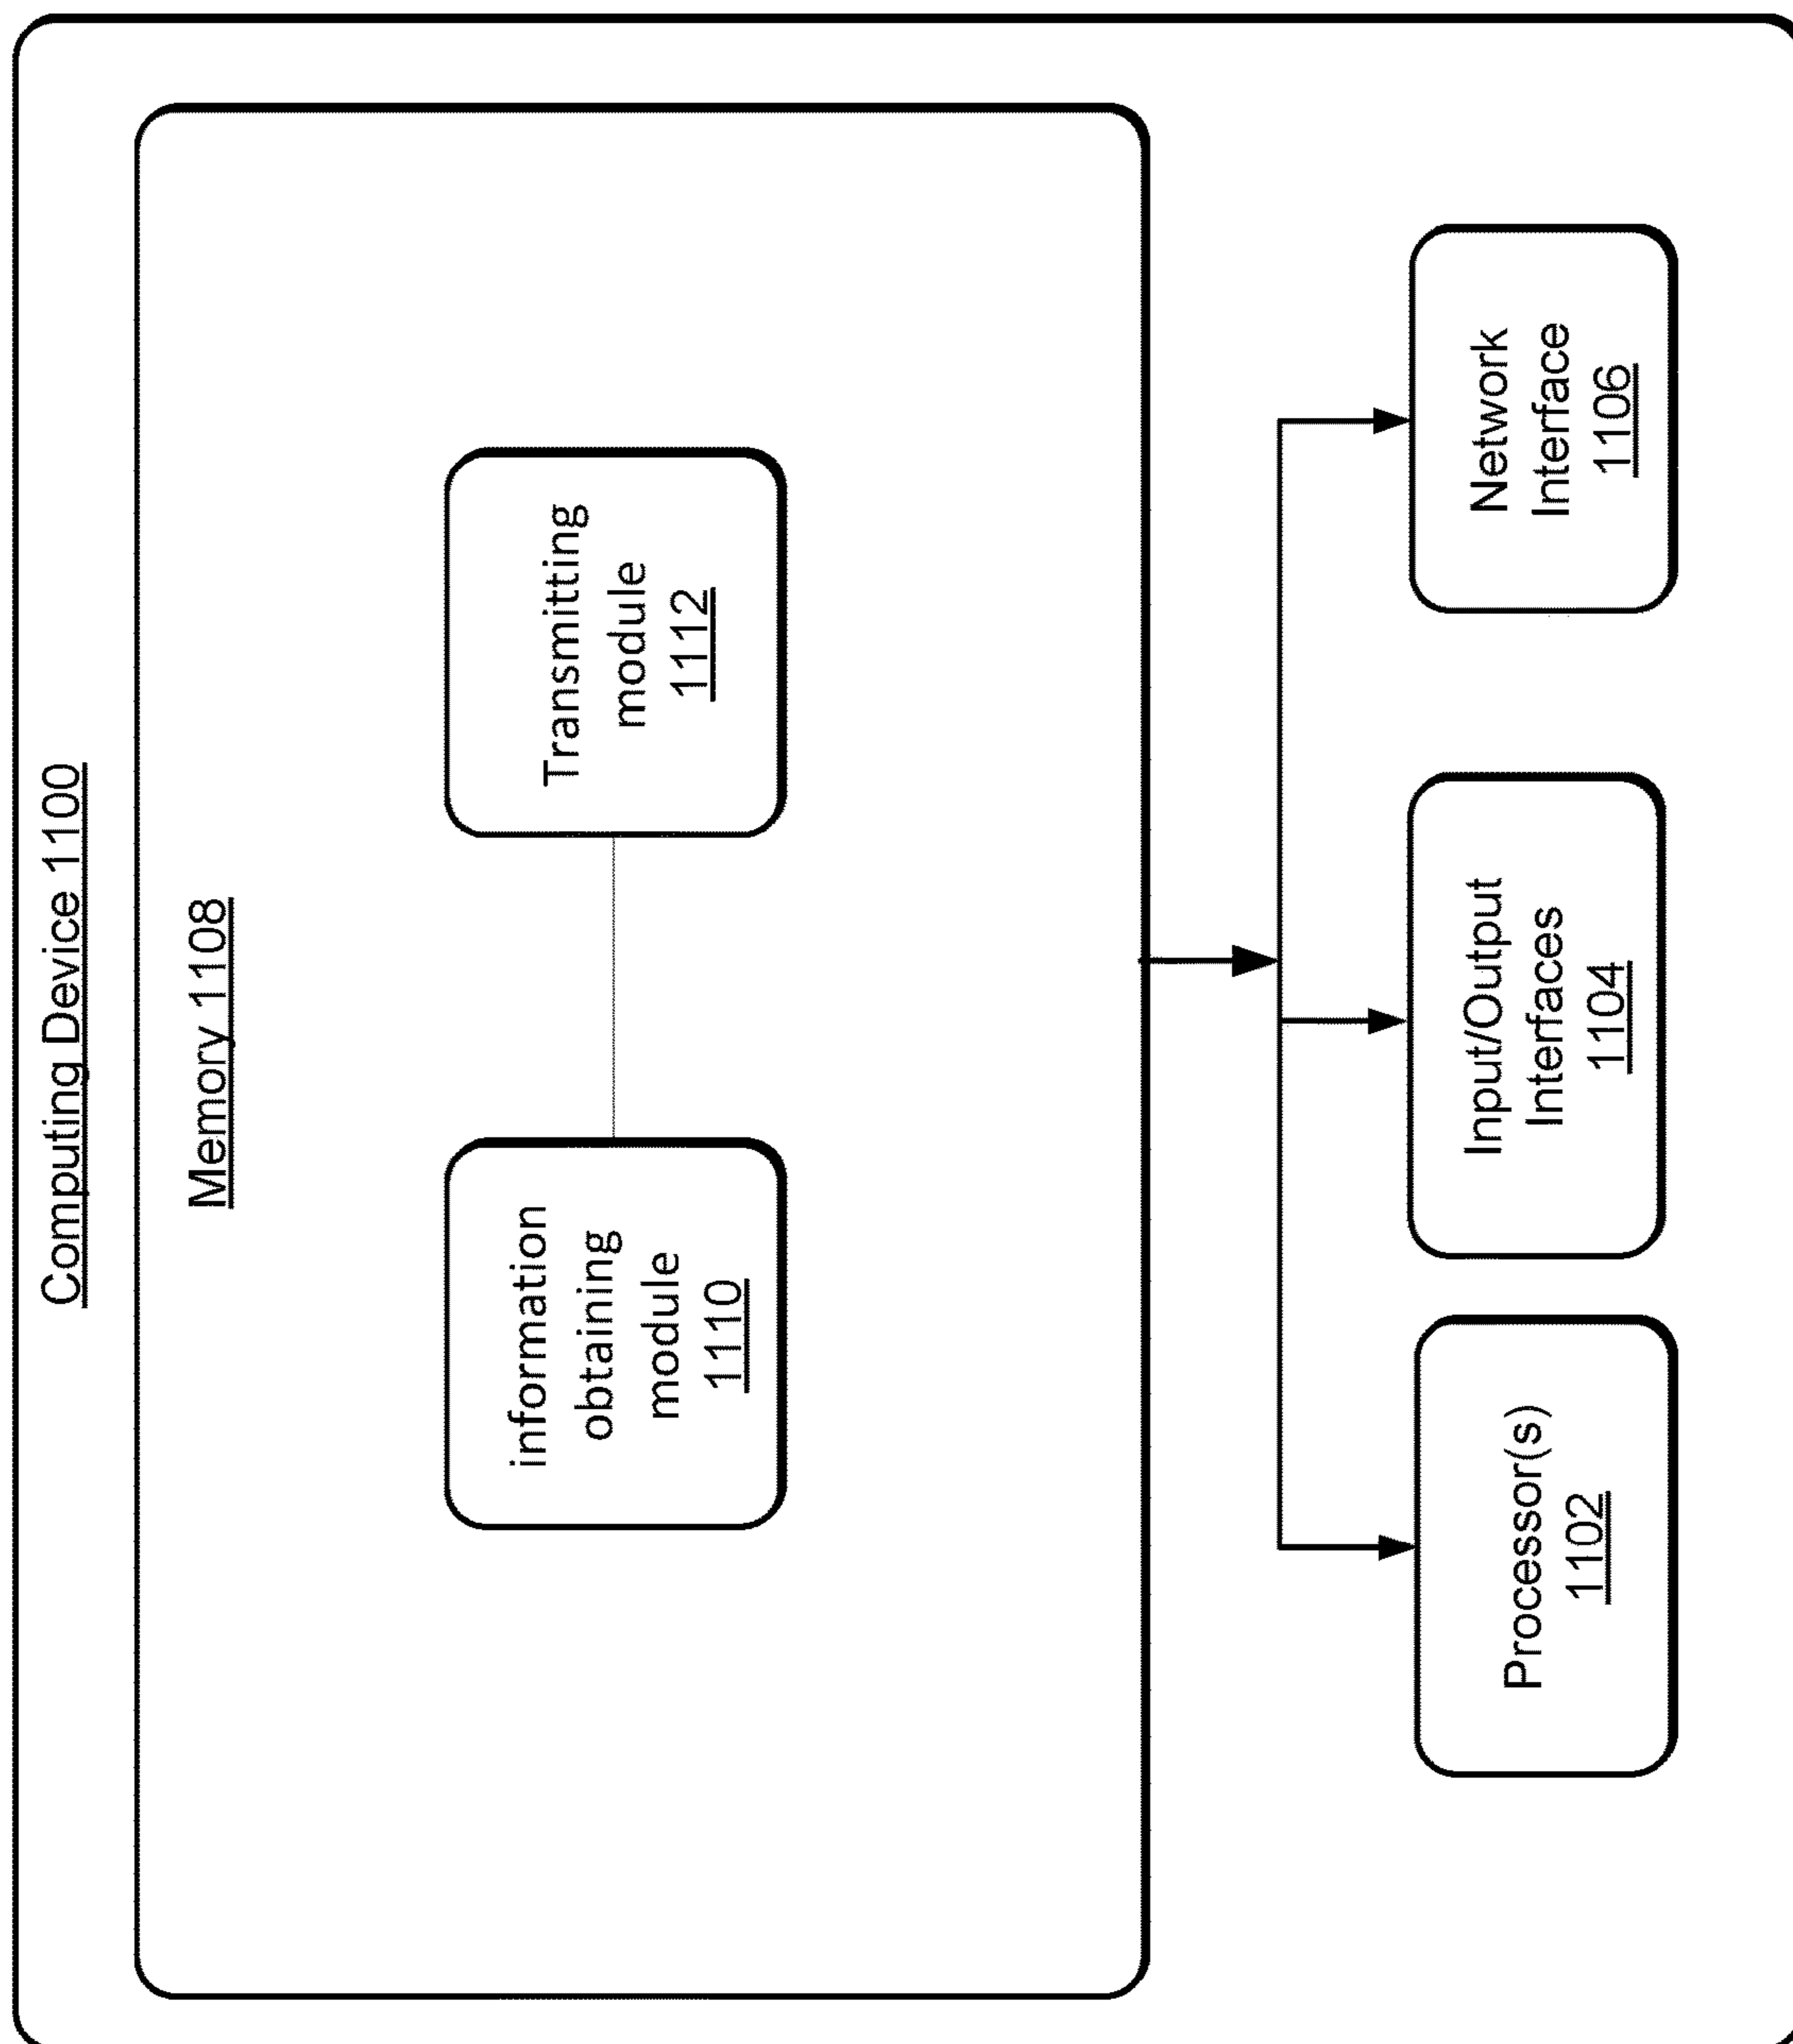 Computing Device 1100
Memory 1108
information
obtaining
module
1110
Transmitting
module
1112
Processor(s)
1102
Input/Output
Interfaces
1104
Network
Interface
1106